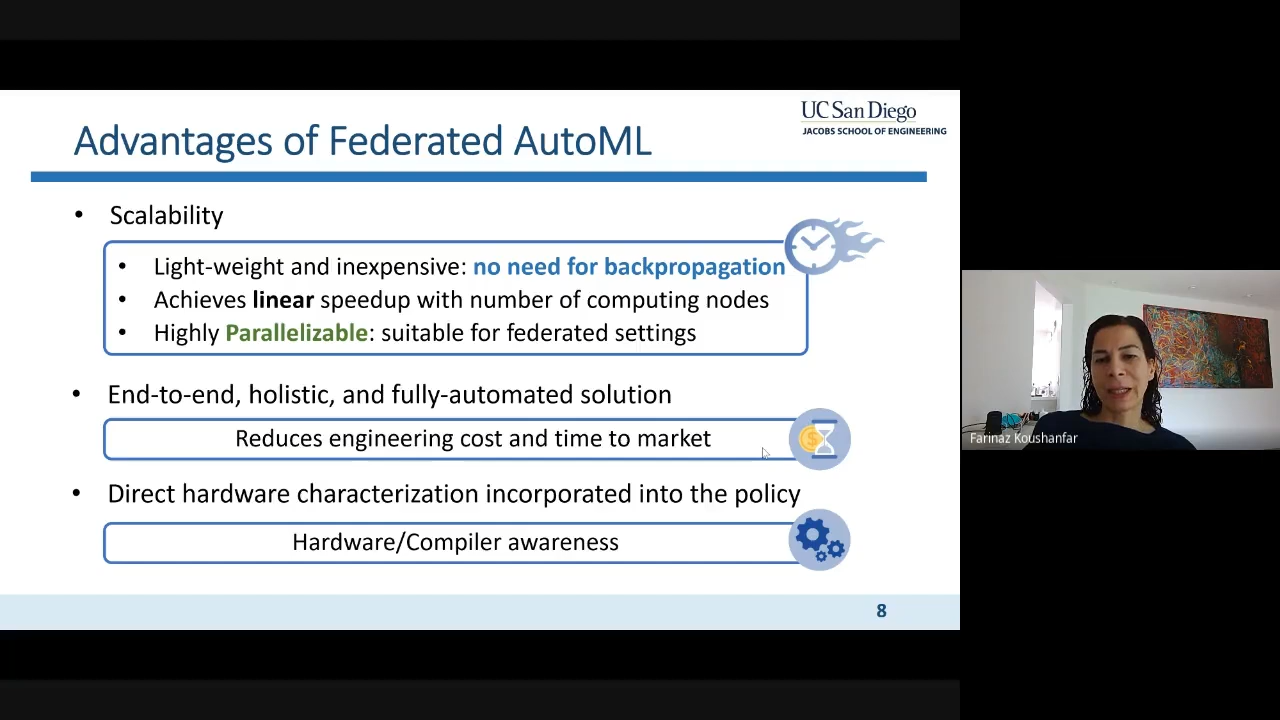 UC San Diego
JACOBS SCHOOL OF ENGINEERING
Advantages of Federated AutoML
• Scalability
• Light-weight and inexpensive: no need for backpropagation
• Achieves linear speedup with number of computing nodes
• Highly Parallelizable: suitable for federated settings
• End-to-end, holistic, and fully-automated solution
Reduces engineering cost and time to market
$
• Direct hardware characterization incorporated into the policy
Hardware/Compiler awareness
8
Farinaz Koushanfar